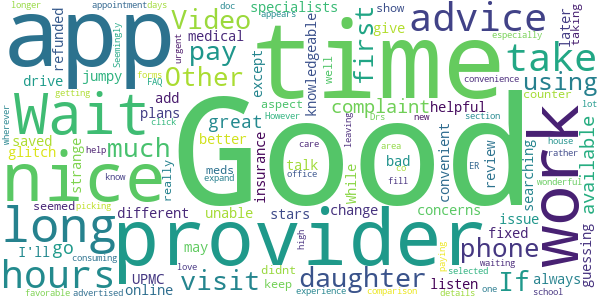 longer appointment days doc appears specialists show later taking
app time advice
Seemingly refunded Video medical pay give first urgent
drive jumpy Other except knowledgeable well take
forms FAQ getting aspect complaint helpful using
Wait add plans great However Drs new convenience especially counter lot
wherever saved click better Good section work available
glitch strange much insurance talk While care leaving bad convenient review searching house rather
nice help meds office area co ER wonderful
know really expand fill guessing
long seemed picking different stars change concerns issue
I'll go unable provider phone fixed
hours may didnt high daughter listen If always
UPMC visit keep waiting selected
consuming love experience comparison paying details one school
favorable advertised online